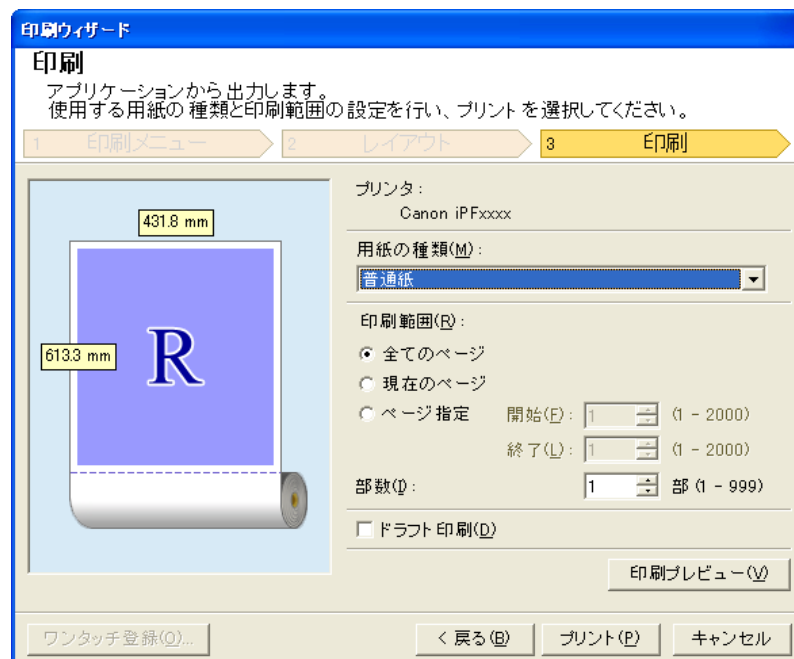 印刷ウィザード
印刷
アプリケーションから出力します。
使用する用紙の種類と印刷範囲の設定を行い、プリントを選択してください。
1 印刷メニュー 2 レイアウト 3 印刷
プリンタ:
Canon iPFxxxx
431.8 mm
用紙の種類(M):
普通紙
印刷範囲(R):
613.3 mm
R
全てのページ
現在のページ
ページ指定 開始(F): 1 (1 - 2000)
終了(L): 1 (1 - 2000)
部数(I): 1 部 (1 - 999)
ドラフト印刷(D)
印刷プレビュー(V)
ワンタッチ登録(O)... < 戻る(B) プリント(P) キャンセル